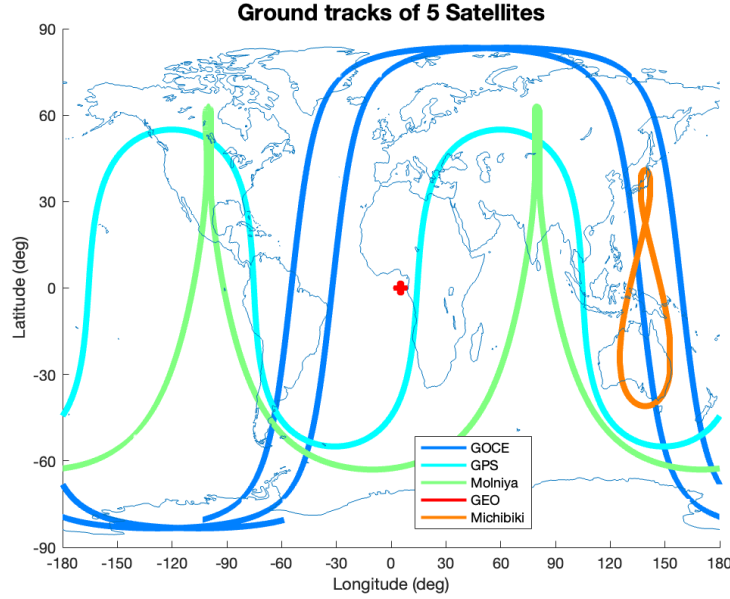 Ground tracks of 5 Satellites
90
60
30
0
-30
-60
-90
Latitude (deg)
GOCE
GPS
Molniya
GEO
Michibiki
-180 -150 -120 -90 -60 -30 0 30 60 90 120 150 180
Longitude (deg)